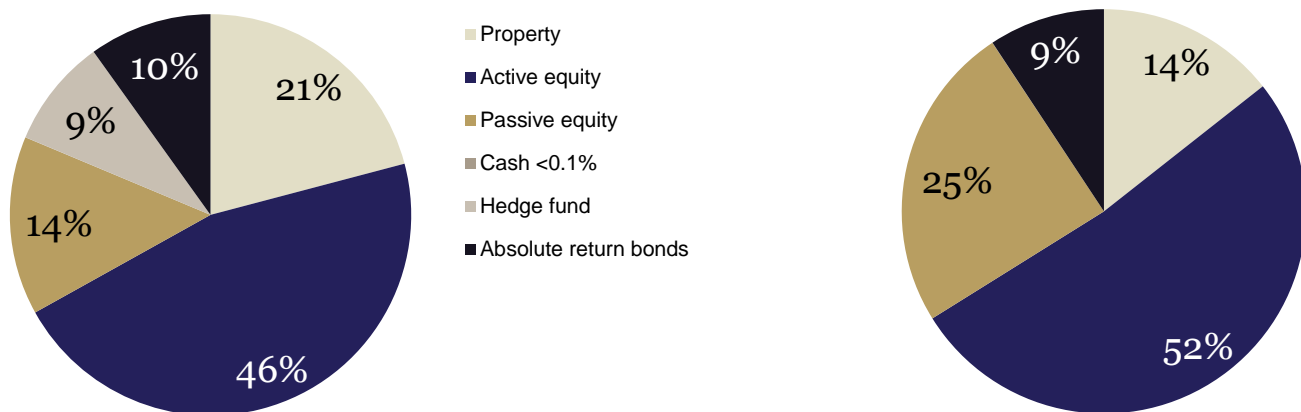 10%
21%
9%
14%
46%
Property
Active equity
Passive equity
Cash <0.1%
Hedge fund
Absolute return bonds
9%
14%
25%
52%